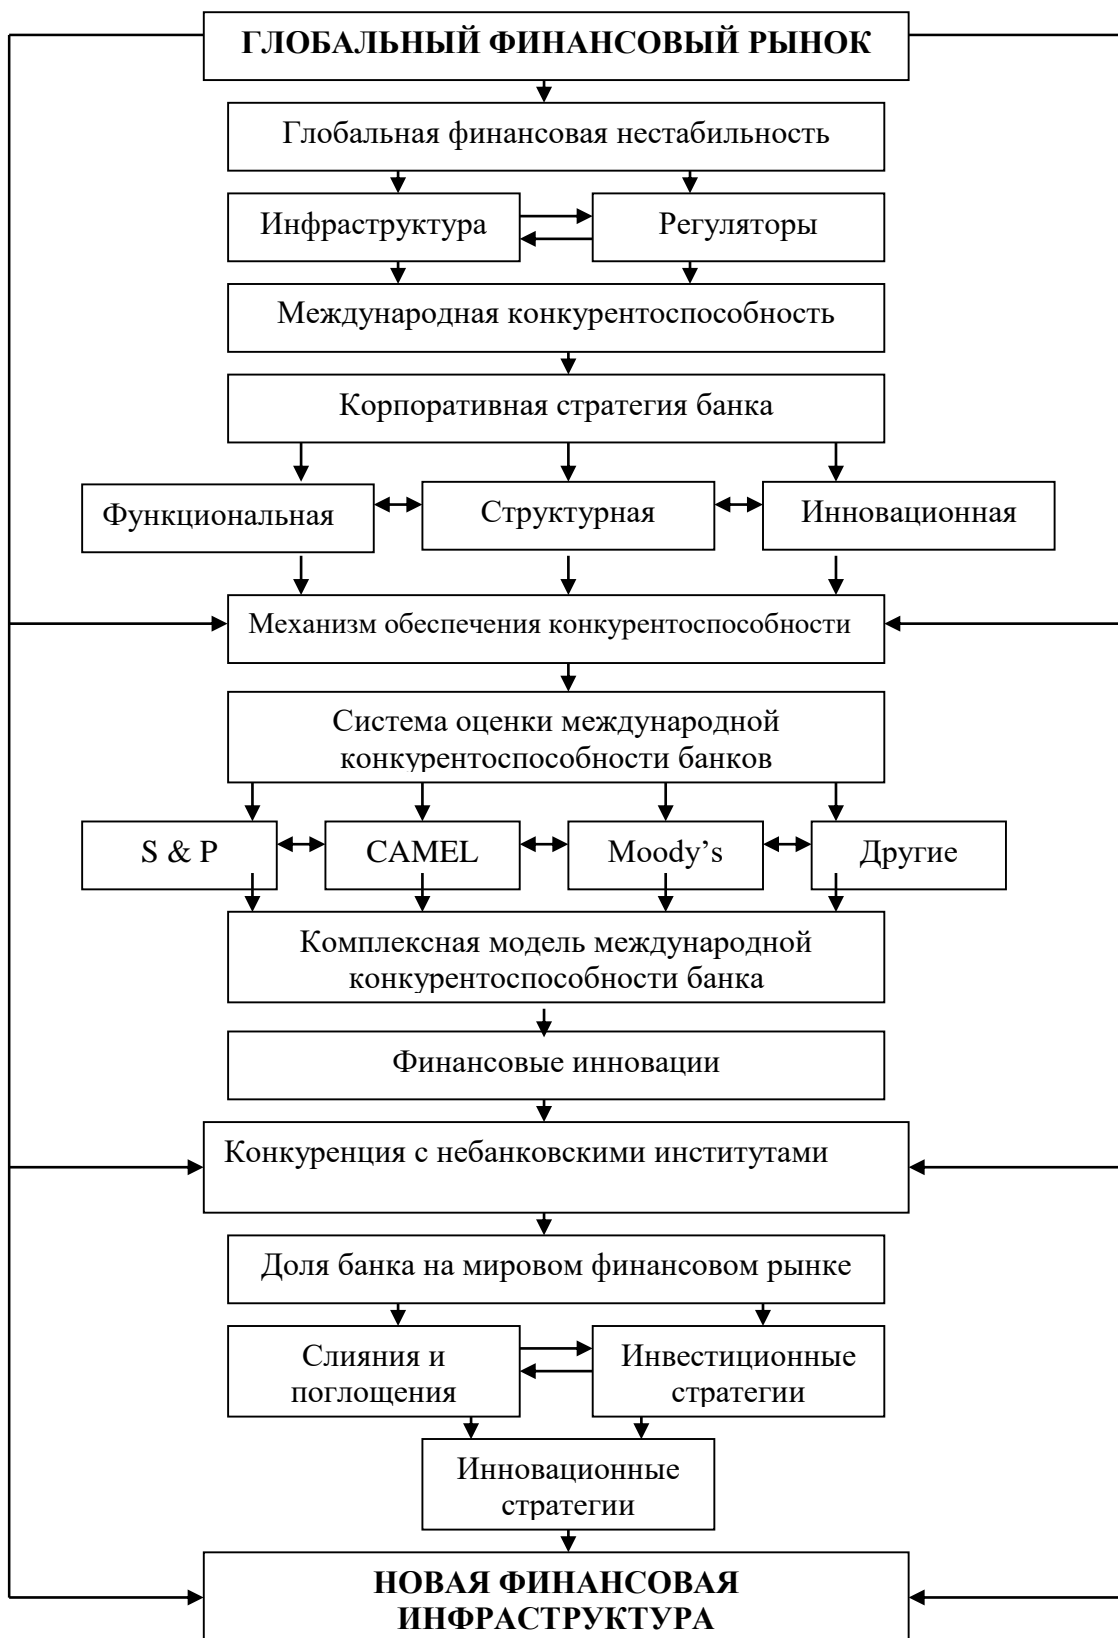 ГЛОБАЛЬНЫЙ ФИНАНСОВЫЙ РЫНОК
Глобальная финансовая нестабильность
Инфраструктура
Регуляторы
Международная конкурентоспособность
Корпоративная стратегия банка
Функциональная
Структурная
Инновационная
Механизм обеспечения конкурентоспособности
Система оценки международной
конкурентоспособности банков
S & P
CAMEL
Moody’s
Другие
Комплексная модель международной
конкурентоспособности банка
Финансовые инновации
Конкуренция с небанковскими институтами
Доля банка на мировом финансовом рынке
Слияния и
поглощения
Инвестиционные
стратегии
Инновационные
стратегии
НОВАЯ ФИНАНСОВАЯ
ИНФРАСТРУКТУРА